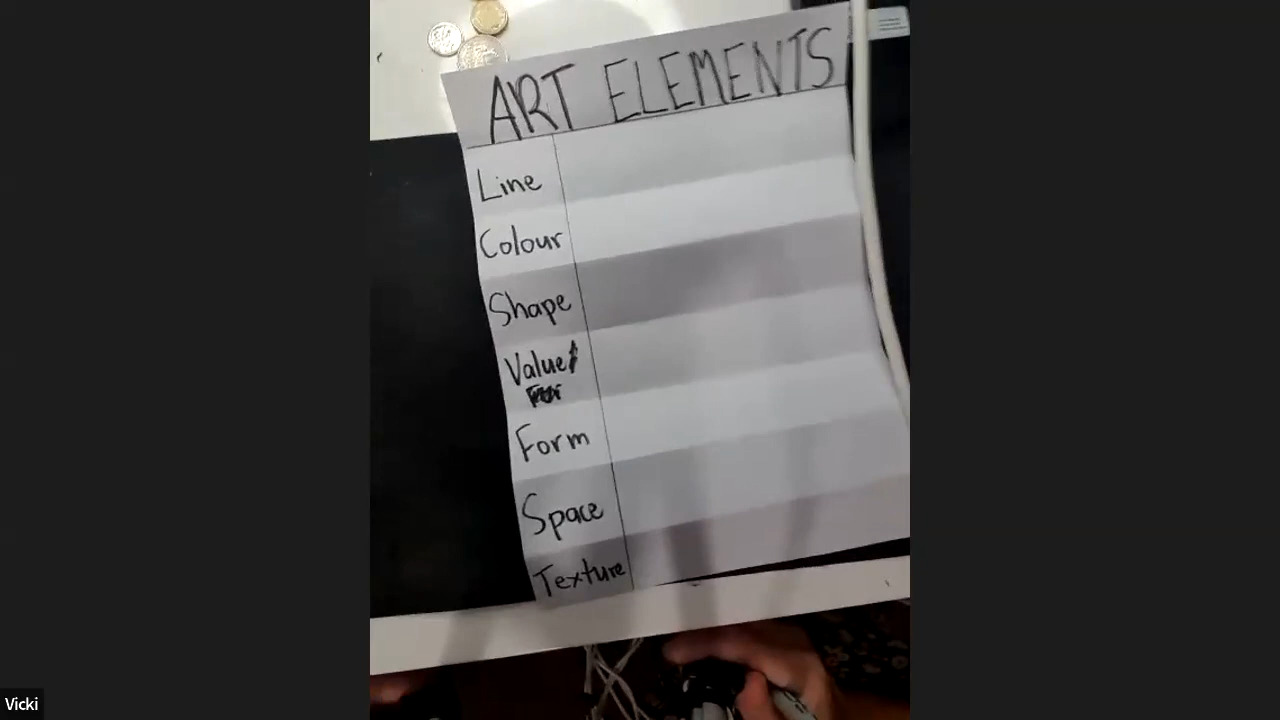 ART ELEMENTS
Line
Colour
Shape
Value
Form
Space
Texture
Vicki